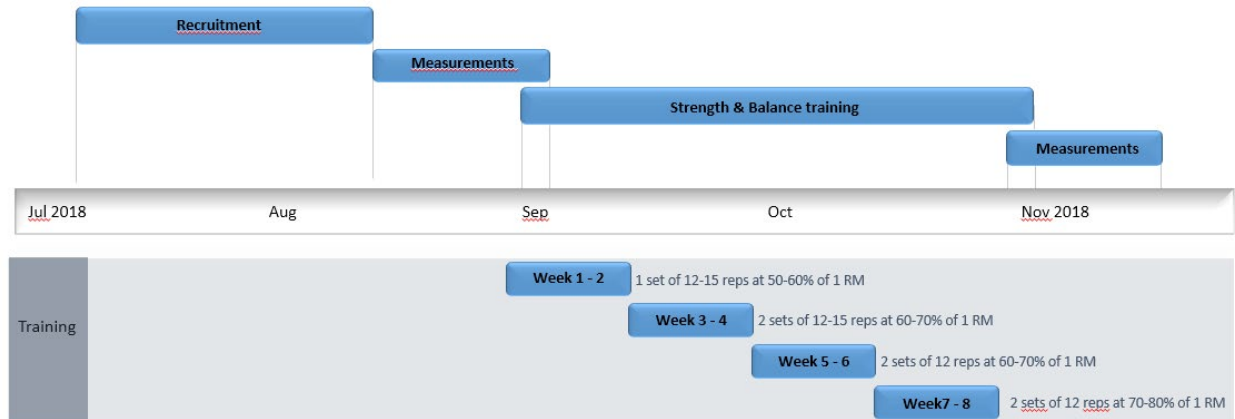 Recruitment
Measurements
Strength & Balance training
Measurements
Jul 2018 Aug Sep Oct Nov 2018
Training
Week 1 - 2 1 set of 12-15 reps at 50-60% of 1 RM
Week 3 - 4 2 sets of 12-15 reps at 60-70% of 1 RM
Week 5 - 6 2 sets of 12 reps at 60-70% of 1 RM
Week7 - 8 2 sets of 12 reps at 70-80% of 1 RM